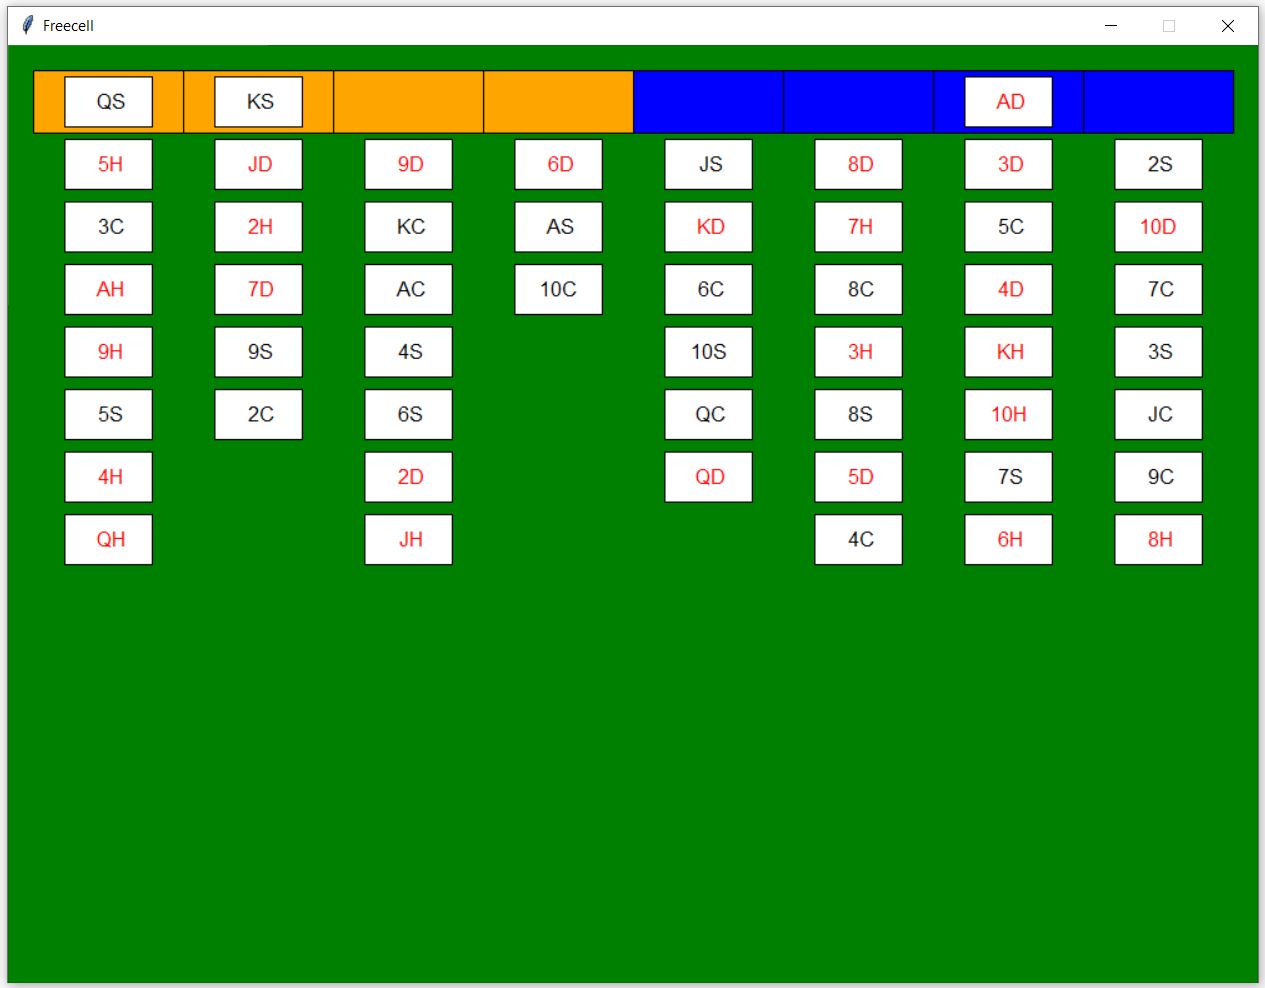 Freecell
QS KS AD
5H JD 9D 6D JS 8D 3D 2S
3C 2H KC AS KD 7H 5C 10D
AH 7D AC 10C 6C 8C 4D 7C
9H 9S 4S 10S 3H KH 3S
5S 2C 6S QC 8S 10H JC
4H 2D QD 5D 7S 9C
QH JH 4C 6H 8H